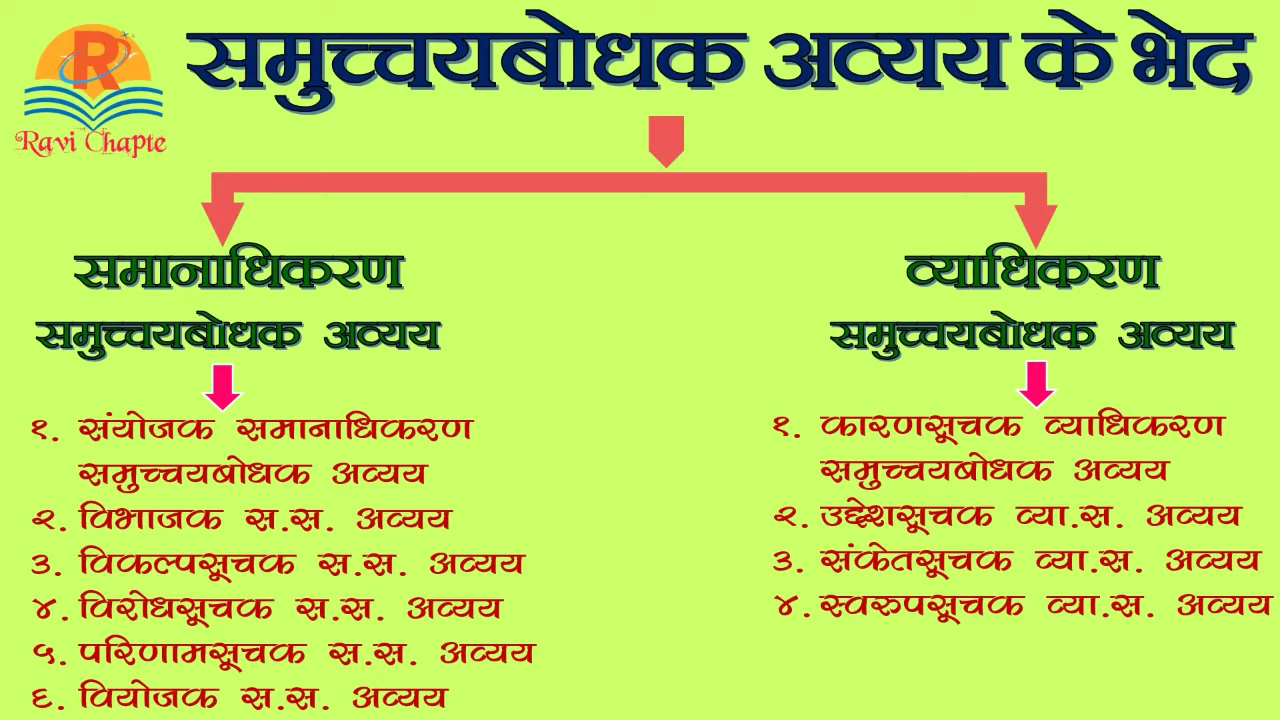 Ravi Chapte
समुच्चयबोधक अव्यय के भेद
समानाधिकरण
समुच्चयबोधक अव्यय
१. संयोजक समानाधिकरण
समुच्चयबोधक अव्यय
२. विभाजक स.स. अव्यय
३. विकल्पसूचक स.स. अव्यय
४. विरोधसूचक स.स. अव्यय
५. परिणामसूचक स.स. अव्यय
६. वियोजक स.स. अव्यय
व्याधिकरण
समुच्चयबोधक अव्यय
१. कारणसूचक व्याधिकरण
समुच्चयबोधक अव्यय
२. उद्देशसूचक व्या.स. अव्यय
३. संकेतसूचक व्या.स. अव्यय
४. स्वरुपसूचक व्या.स. अव्यय